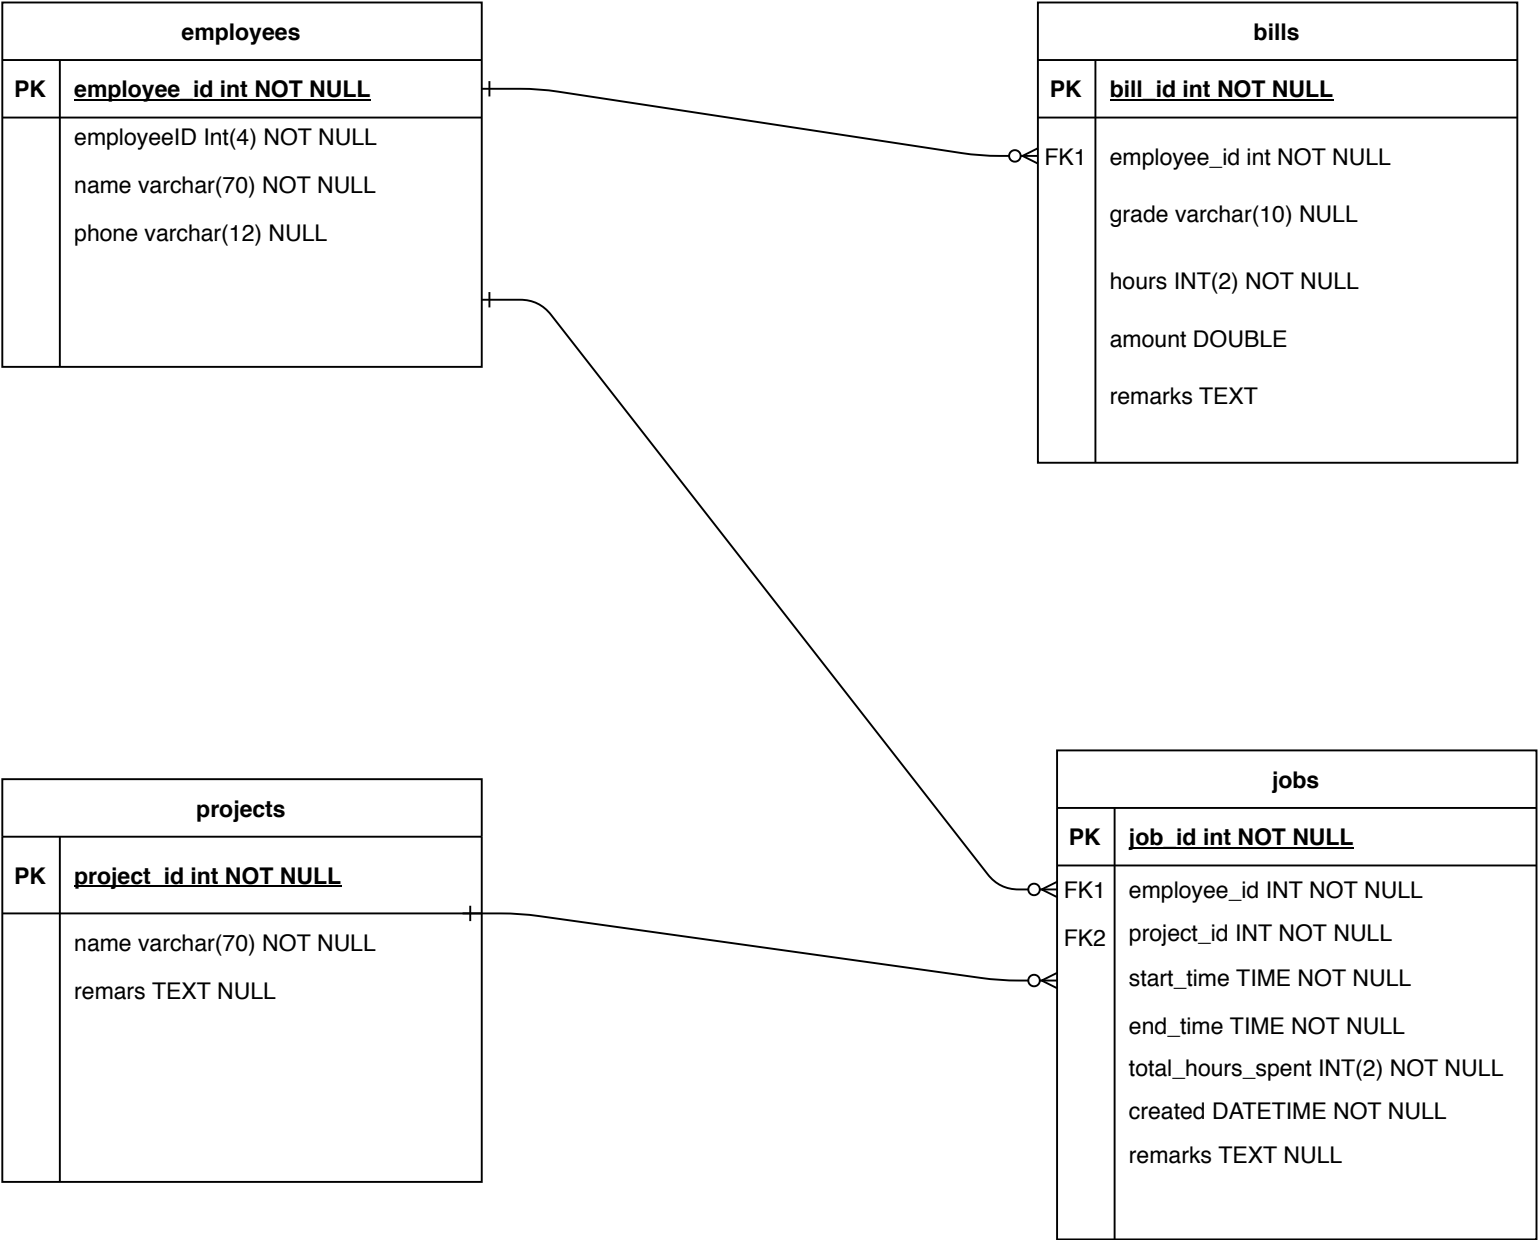 employees
PK employee_id int NOT NULL
employeeID Int(4) NOT NULL
name varchar(70) NOT NULL
phone varchar(12) NULL
bills
PK bill_id int NOT NULL
FK1 employee_id int NOT NULL
grade varchar(10) NULL
hours INT(2) NOT NULL
amount DOUBLE
remarks TEXT
projects
PK project_id int NOT NULL
name varchar(70) NOT NULL
remars TEXT NULL
jobs
PK job_id int NOT NULL
FK1 employee_id INT NOT NULL
FK2 project_id INT NOT NULL
start_time TIME NOT NULL
end_time TIME NOT NULL
total_hours_spent INT(2) NOT NULL
created DATETIME NOT NULL
remarks TEXT NULL